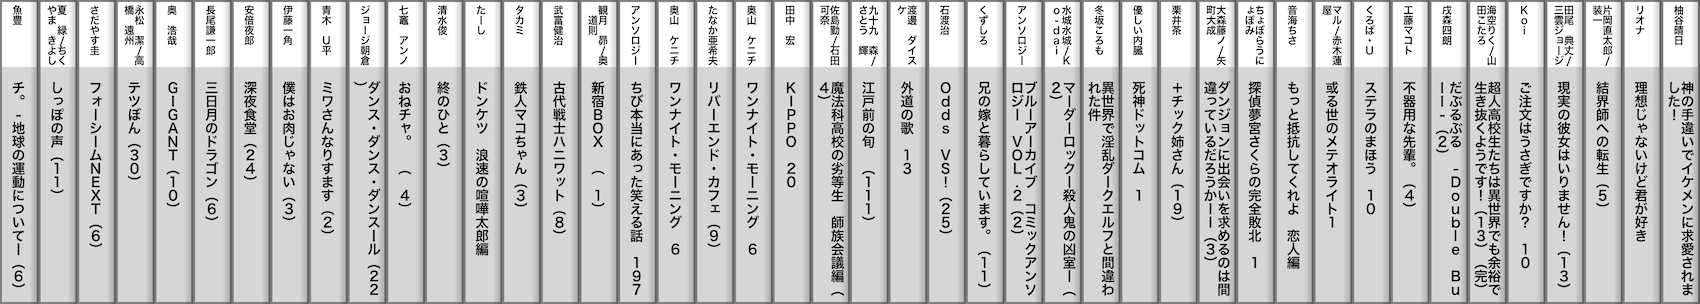 柚谷晴日
神の手違いでイケメンに求愛されま
した！
リオナ
理想じゃないけど君が好き
片岡直太郎／
装一
結界師への転生（５）
田尾　典丈／
三雲ジョージ
現実の彼女はいりません！（１３）
Ｋｏｉ
ご注文はうさぎですか？　１０
海空りく／山
田こたろ
超人高校生たちは異世界でも余裕で
生き抜くようです！（１３）（完）
戌森四朗
だぶるぶる　－Ｄｏｕｂｌｅ　Ｂｕ
ｌｌ－（２）
工藤マコト
不器用な先輩。　（４）
くろば・Ｕ
ステラのまほう　１０
マル／赤木蓮
屋
或る世のメテオライト１
音海ちさ
もっと抵抗してくれよ　恋人編
ちょぼらうに
ょぽみ
探偵夢宮さくらの完全敗北　１
大森藤ノ／矢
町大成
ダンジョンに出会いを求めるのは間
違っているだろうかーー（３）
栗井茶
＋チック姉さん（１９）
優しい内臓
死神ドットコム　１
冬坂ころも
異世界で淫乱ダークエルフと間違わ
れた件
水城水城／Ｋ
ｏ－ｄａｉ
マーダーロックー殺人鬼の凶室ー（
２）
アンソロジー
ブルーアーカイブ　コミックアンソ
ロジー　ＶＯＬ．２（２）
くずしろ
兄の嫁と暮らしています。　（１１）
石渡治
Ｏｄｄｓ　ＶＳ！（２５）
渡邊　ダイス
ケ
外道の歌　１３
九十九　森／
さとう　輝
江戸前の旬　（１１１）
佐島勤／石田
可奈
魔法科高校の劣等生　師族会議編（
４）
田中　宏
ＫＩＰＰＯ　２０
奥山　ケニチ
ワンナイト・モーニング　６
たなか亜希夫
リバーエンド・カフェ（９）
奥山　ケニチ
ワンナイト・モーニング　６
アンソロジー
ちび本当にあった笑える話　１９７
観月　昴／奥
道則
新宿ＢＯＸ　（　１）
武富健治
古代戦士ハニワット（８）
タカミ
鉄人マコちゃん（３）
たーし
ドンケツ　浪速の喧嘩太郎編
清水俊
終のひと（３）
七竈　アンノ
おねチャ。　（　４）
ジョージ朝倉
ダンス・ダンス・ダンスール（２２
）
青木　Ｕ平
ミワさんなりすます（２）
伊藤一角
僕はお肉じゃない（３）
安倍夜郎
深夜食堂（２４）
長尾謙一郎
三日月のドラゴン（６）
奥　浩哉
ＧＩＧＡＮＴ（１０）
永松　潔／高
橋　遠州
テツぼん（３０）
さだやす圭
フォーシームＮＥＸＴ（６）
夏　緑／ちく
やま　きよし
しっぽの声（１１）
魚豊
チ。－地球の運動についてー（６）